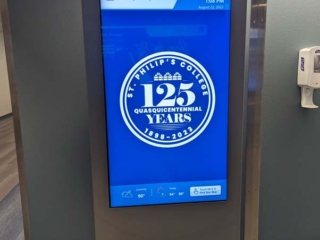 ST. PHILIP'S COLLEGE
125
QUASQUICENTENNIAL
YEARS
1898-2023